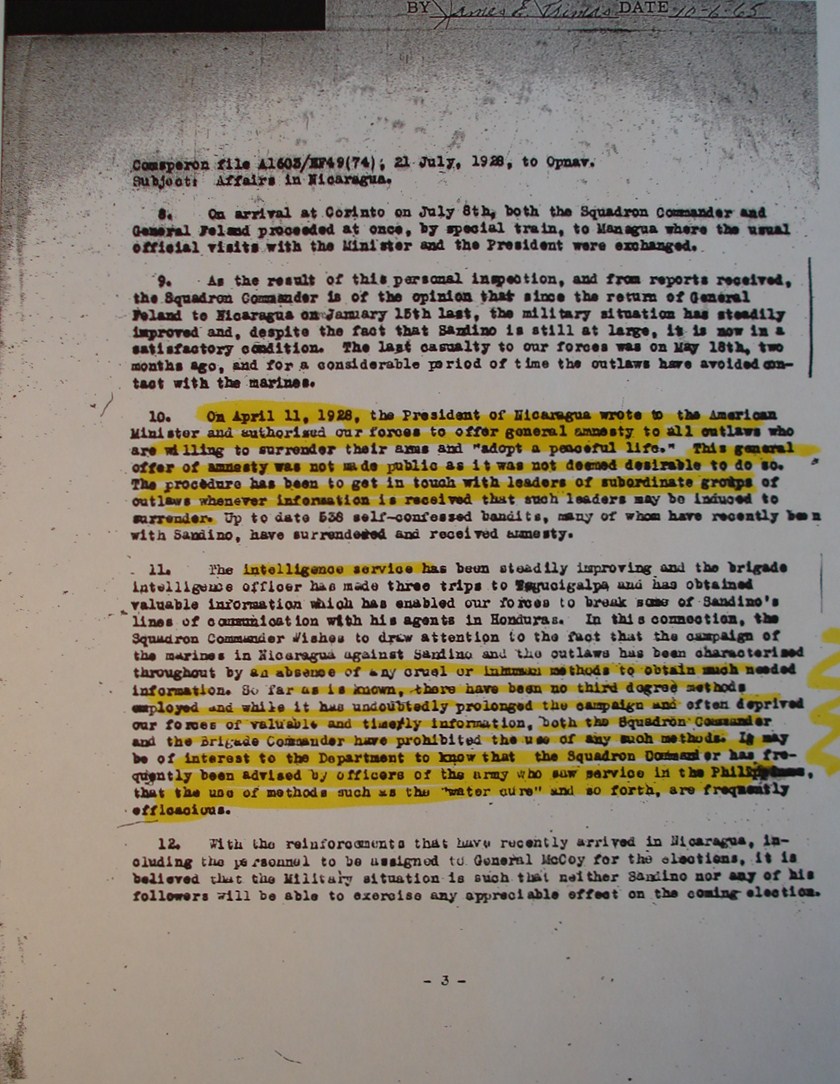 BY James E. Thomas DATE 10-6-65
Comsperon file A1603/EF49(74); 21 July, 1928, to Opnav.
Subject: Affairs in Nicaragua.
8. On arrival at Corinto on July 8th, both the Squadron Commander and
General Feland proceeded at once, by special train, to Managua where the usual
official visits with the Minister and the President were exchanged.
9. As the result of this personal inspection, and from reports received,
the Squadron Commander is of the opinion that since the return of General
Feland to Nicaragua on January 15th last, the military situation has steadily
improved and, despite the fact that Sandino is still at large, it is now in a
satisfactory condition. The last casualty to our forces was on May 18th, two
months ago, and for a considerable period of time the outlaws have avoided con-
tact with the marines.
10. On April 11, 1928, the President of Nicaragua wrote to the American
Minister and authorised our forces to offer general amnesty to all outlaws who
are willing to surrender their arms and "adopt a peaceful life." This general
offer of amnesty was not made public as it was not deemed desirable to do so.
The procedure has been to get in touch with leaders of subordinate groups of
outlaws whenever information is received that such leaders may be induced to
surrender. Up to date 538 self-confessed bandits, many of whom have recently been
with Sandino, have surrendered and received amnesty.
11. The intelligence service has been steadily improving and the brigade
intelligence officer has made three trips to Tegucigalpa and has obtained
valuable information which has enabled our forces to break some of Sandino's
lines of communication with his agents in Honduras. In this connection, the
Squadron Commander wishes to draw attention to the fact that the campaign of
the marines in Nicaragua against Sandino and the outlaws has been characterised
throughout by an absence of any cruel or inhuman methods to obtain much needed
information. So far as is known, there have been no third degree methods
employed and while it has undoubtedly prolonged the campaign and often deprived
our forces of valuable and timely information, both the Squadron Commander
and the Brigade Commander have prohibited the use of any such methods. It may
be of interest to the Department to know that the Squadron Commander has fre-
quently been advised by officers of the army who saw service in the Philippines,
that the use of methods such as the "water cure" and so forth, are frequently
efficacious.
12. With the reinforcements that have recently arrived in Nicaragua, in-
cluding the personnel to be assigned to General McCoy for the elections, it is
believed that the Military situation is such that neither Sandino nor any of his
followers will be able to exercise any appreciable effect on the coming election.
- 3 -